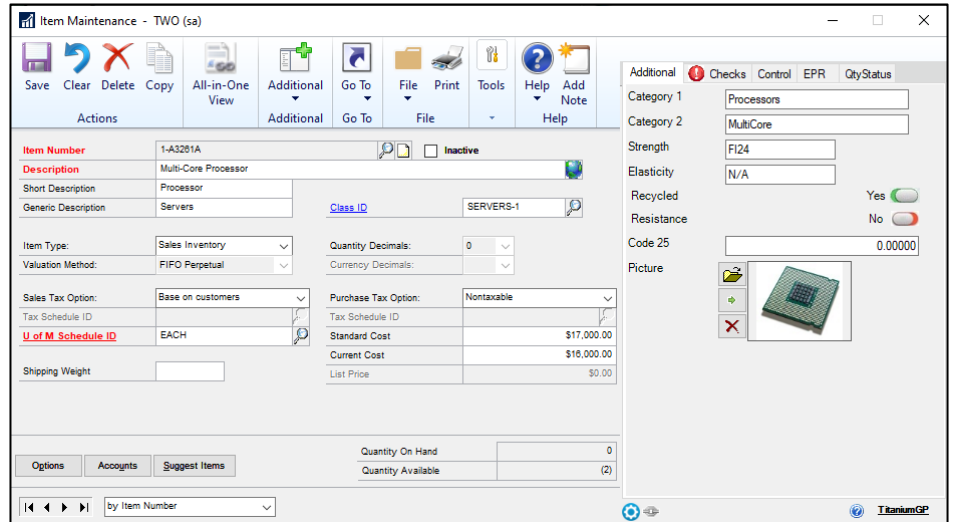 Item Maintenance - TWO (sa)
Save Clear Delete Copy All-in-One View Additional Go To File Print Tools Help Add Note
Actions Additional Go To File Help
Item Number 1-A3261A Inactive
Description Multi-Core Processor
Short Description Processor
Generic Description Servers Class ID SERVERS-1
Item Type: Sales Inventory Quantity Decimals: 0
Valuation Method: FIFO Perpetual Currency Decimals:
Sales Tax Option: Base on customers Purchase Tax Option: Nontaxable
Tax Schedule ID Tax Schedule ID
U of M Schedule ID EACH Standard Cost $17,000.00
Current Cost $16,000.00
Shipping Weight List Price $0.00
Quantity On Hand 0
Options Accounts Suggest Items Quantity Available (2)
by Item Number
Additional Checks Control EPR QtyStatus
Category 1 Processors
Category 2 MultiCore
Strength FI24
Elasticity N/A
Recycled Yes
Resistance No
Code 25 0.00000
Picture
TitaniumGP